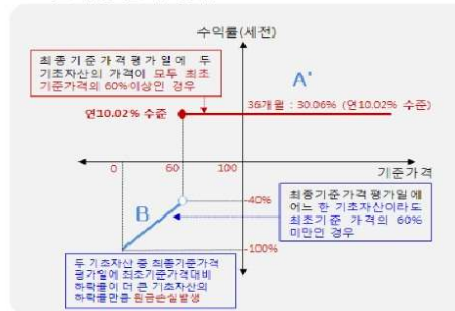 수익률(세전)
최종기준가격평가일에 두
기초자산의 가격이 모두 최초
기준가격의 60%이상인 경우
A'
연10.02% 수준
36개월 : 30.06% (연10.02% 수준)
0
60
100
기준가격
-40%
B
최종기준가격평가일에
어느 한 기초자산이라도
최초기준 가격의 60%
미만인 경우
-100%
두 기초자산 중 최종기준가격
평가일에 최초기준가격대비
하락률이 더 큰 기초자산의
하락률만큼 원금손실발생